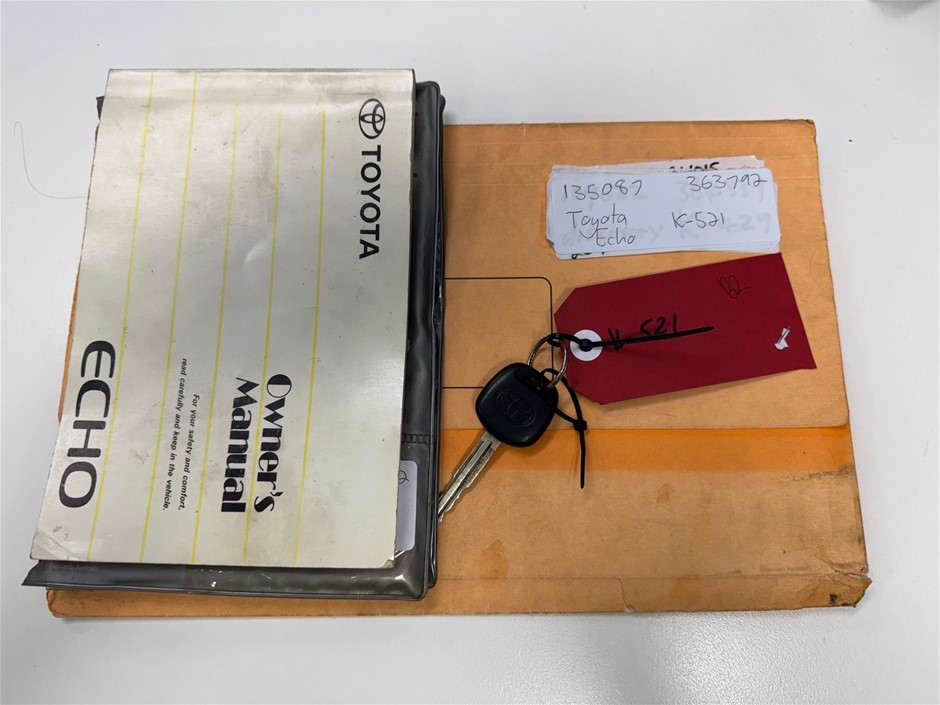 TOYOTA
ECHO
Owner's
Manual
For your safety and comfort,
read carefully and keep in the vehicle.
135087 363792
Toyota K-521
Echo
K-521